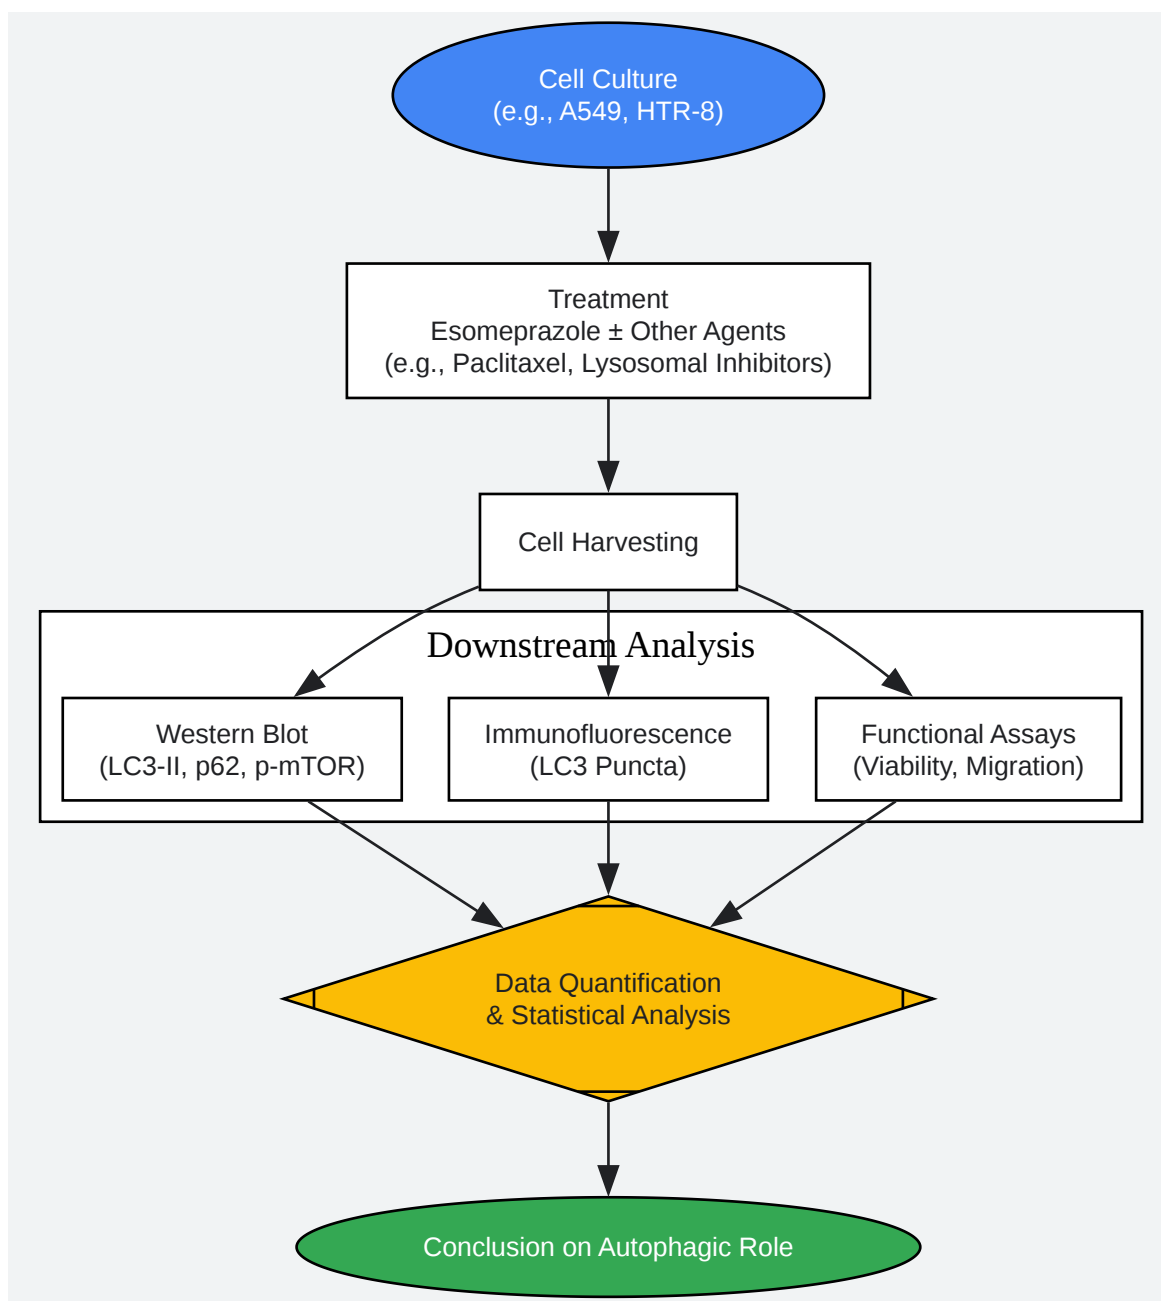 Cell Culture
(e.g., A549, HTR-8)
Treatment
Esomeprazole ± Other Agents
(e.g., Paclitaxel, Lysosomal Inhibitors)
Cell Harvesting
Downstream Analysis
Western Blot
(LC3-II, p62, p-mTOR)
Immunofluorescence
(LC3 Puncta)
Functional Assays
(Viability, Migration)
Data Quantification
& Statistical Analysis
Conclusion on Autophagic Role